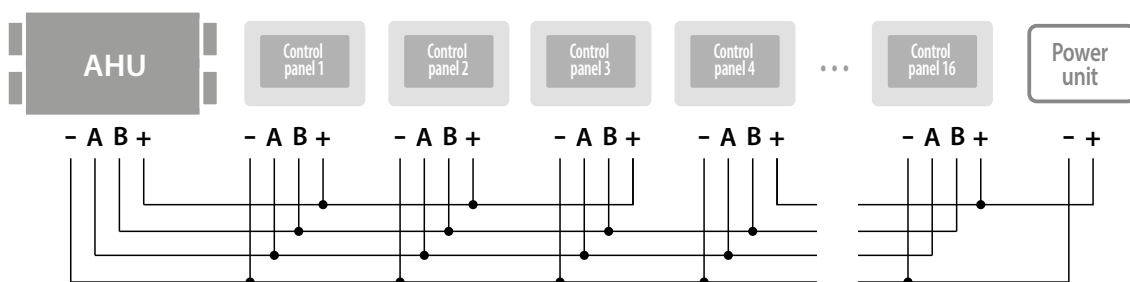 AHU
Control
panel 1
Control
panel 2
Control
panel 3
Control
panel 4
...
Control
panel 16
Power
unit
- A B +
- A B +
- A B +
- A B +
- A B +
- A B +
- +